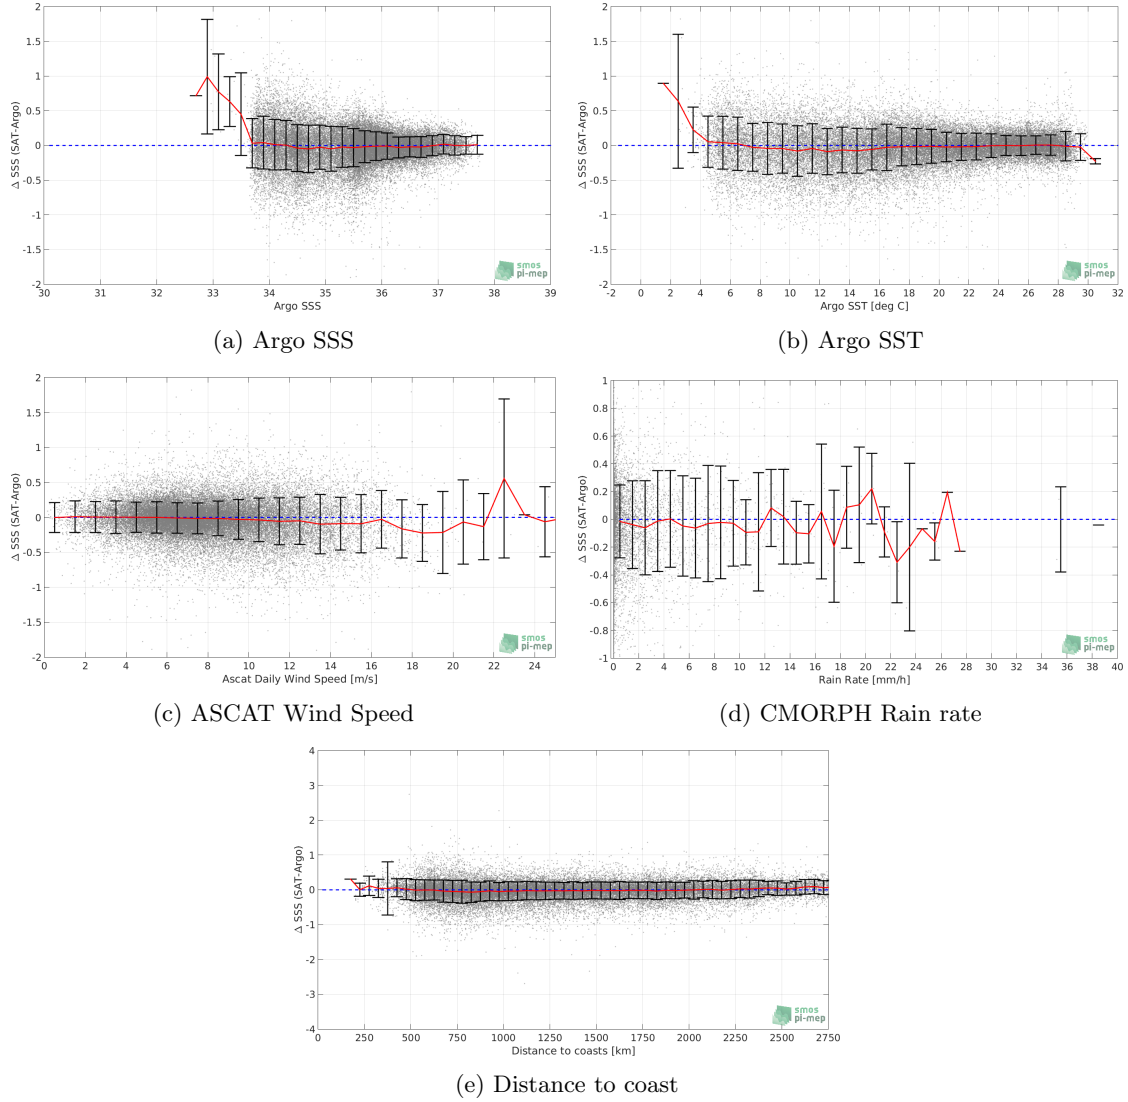 2
1.5
1
0.5
0
-0.5
-1
-1.5
-2
Δ SSS (SAT-Argo)
30 31 32 33 34 35 36 37 38 39
Argo SSS
smos
pi-mep
(a) Argo SSS
2
1.5
1
0.5
0
-0.5
-1
-1.5
-2
Δ SSS (SAT-Argo)
-2 0 2 4 6 8 10 12 14 16 18 20 22 24 26 28 30 32
Argo SST [deg C]
smos
pi-mep
(b) Argo SST
2
1.5
1
0.5
0
-0.5
-1
-1.5
-2
Δ SSS (SAT-Argo)
0 2 4 6 8 10 12 14 16 18 20 22 24
Ascat Daily Wind Speed [m/s]
smos
pi-mep
(c) ASCAT Wind Speed
1
0.8
0.6
0.4
0.2
0
-0.2
-0.4
-0.6
-0.8
-1
Δ SSS (SAT-Argo)
0 2 4 6 8 10 12 14 16 18 20 22 24 26 28 30 32 34 36 38 40
Rain Rate [mm/h]
smos
pi-mep
(d) CMORPH Rain rate
4
3
2
1
0
-1
-2
-3
-4
Δ SSS (SAT-Argo)
0 250 500 750 1000 1250 1500 1750 2000 2250 2500 2750
Distance to coasts [km]
smos
pi-mep
(e) Distance to coast